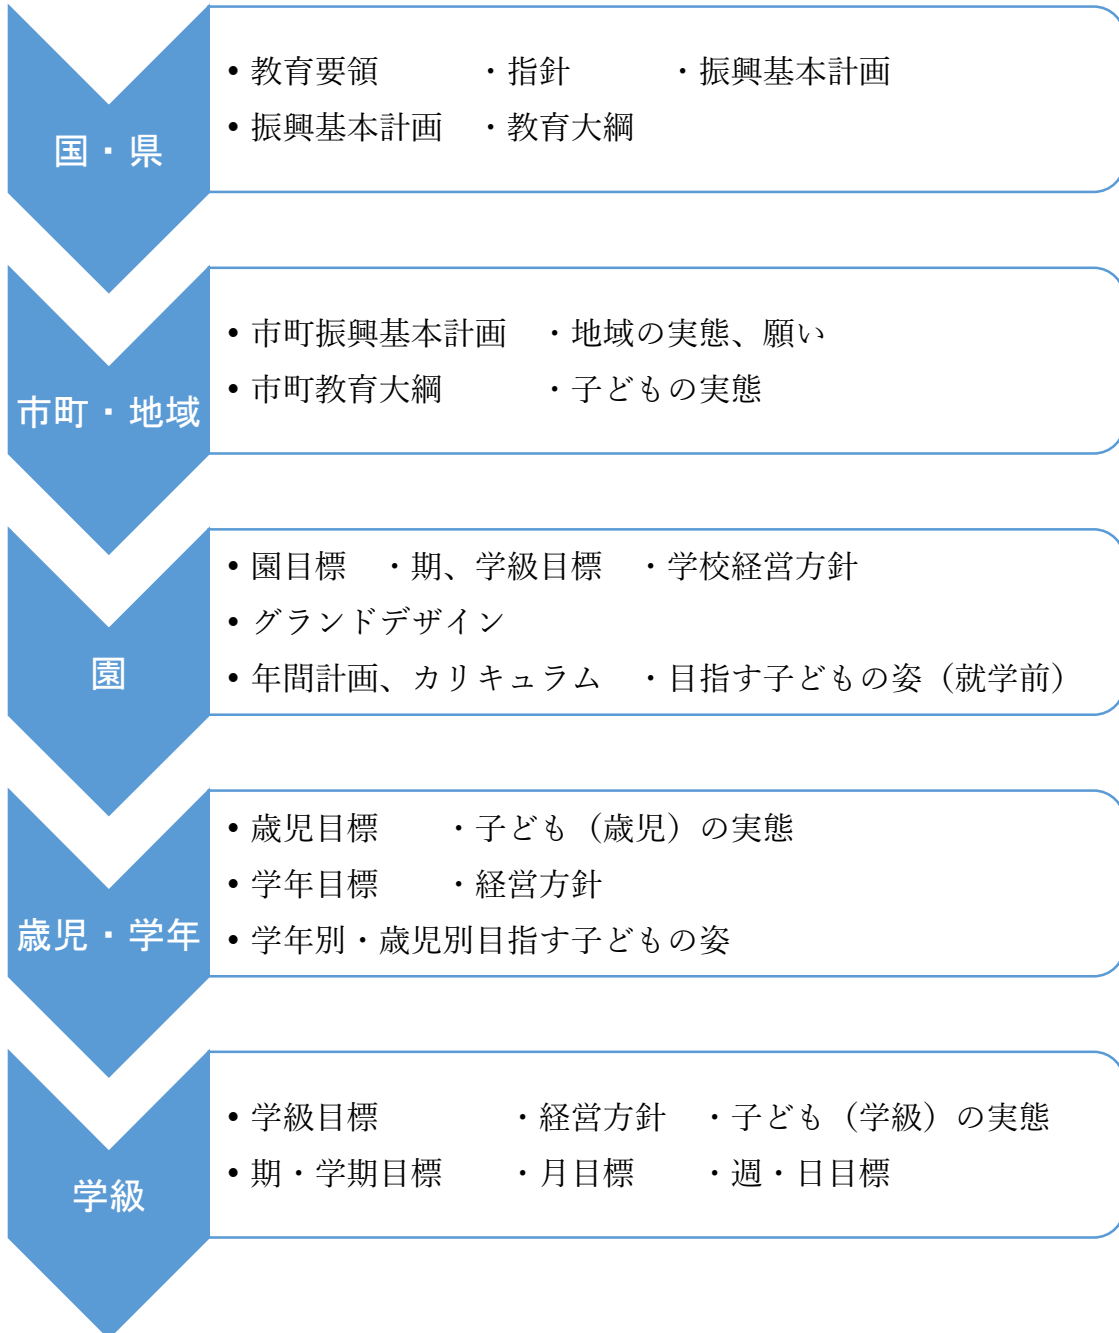 国・県
• 教育要領　・指針　・振興基本計画
• 振興基本計画　・教育大綱
市町・地域
• 市町振興基本計画　・地域の実態、願い
• 市町教育大綱　・子どもの実態
園
• 園目標　・期、学級目標　・学校経営方針
• グランドデザイン
• 年間計画、カリキュラム　・目指す子どもの姿（就学前）
歳児・学年
• 歳児目標　・子ども（歳児）の実態
• 学年目標　・経営方針
• 学年別・歳児別目指す子どもの姿
学級
• 学級目標　・経営方針　・子ども（学級）の実態
• 期・学期目標　・月目標　・週・日目標